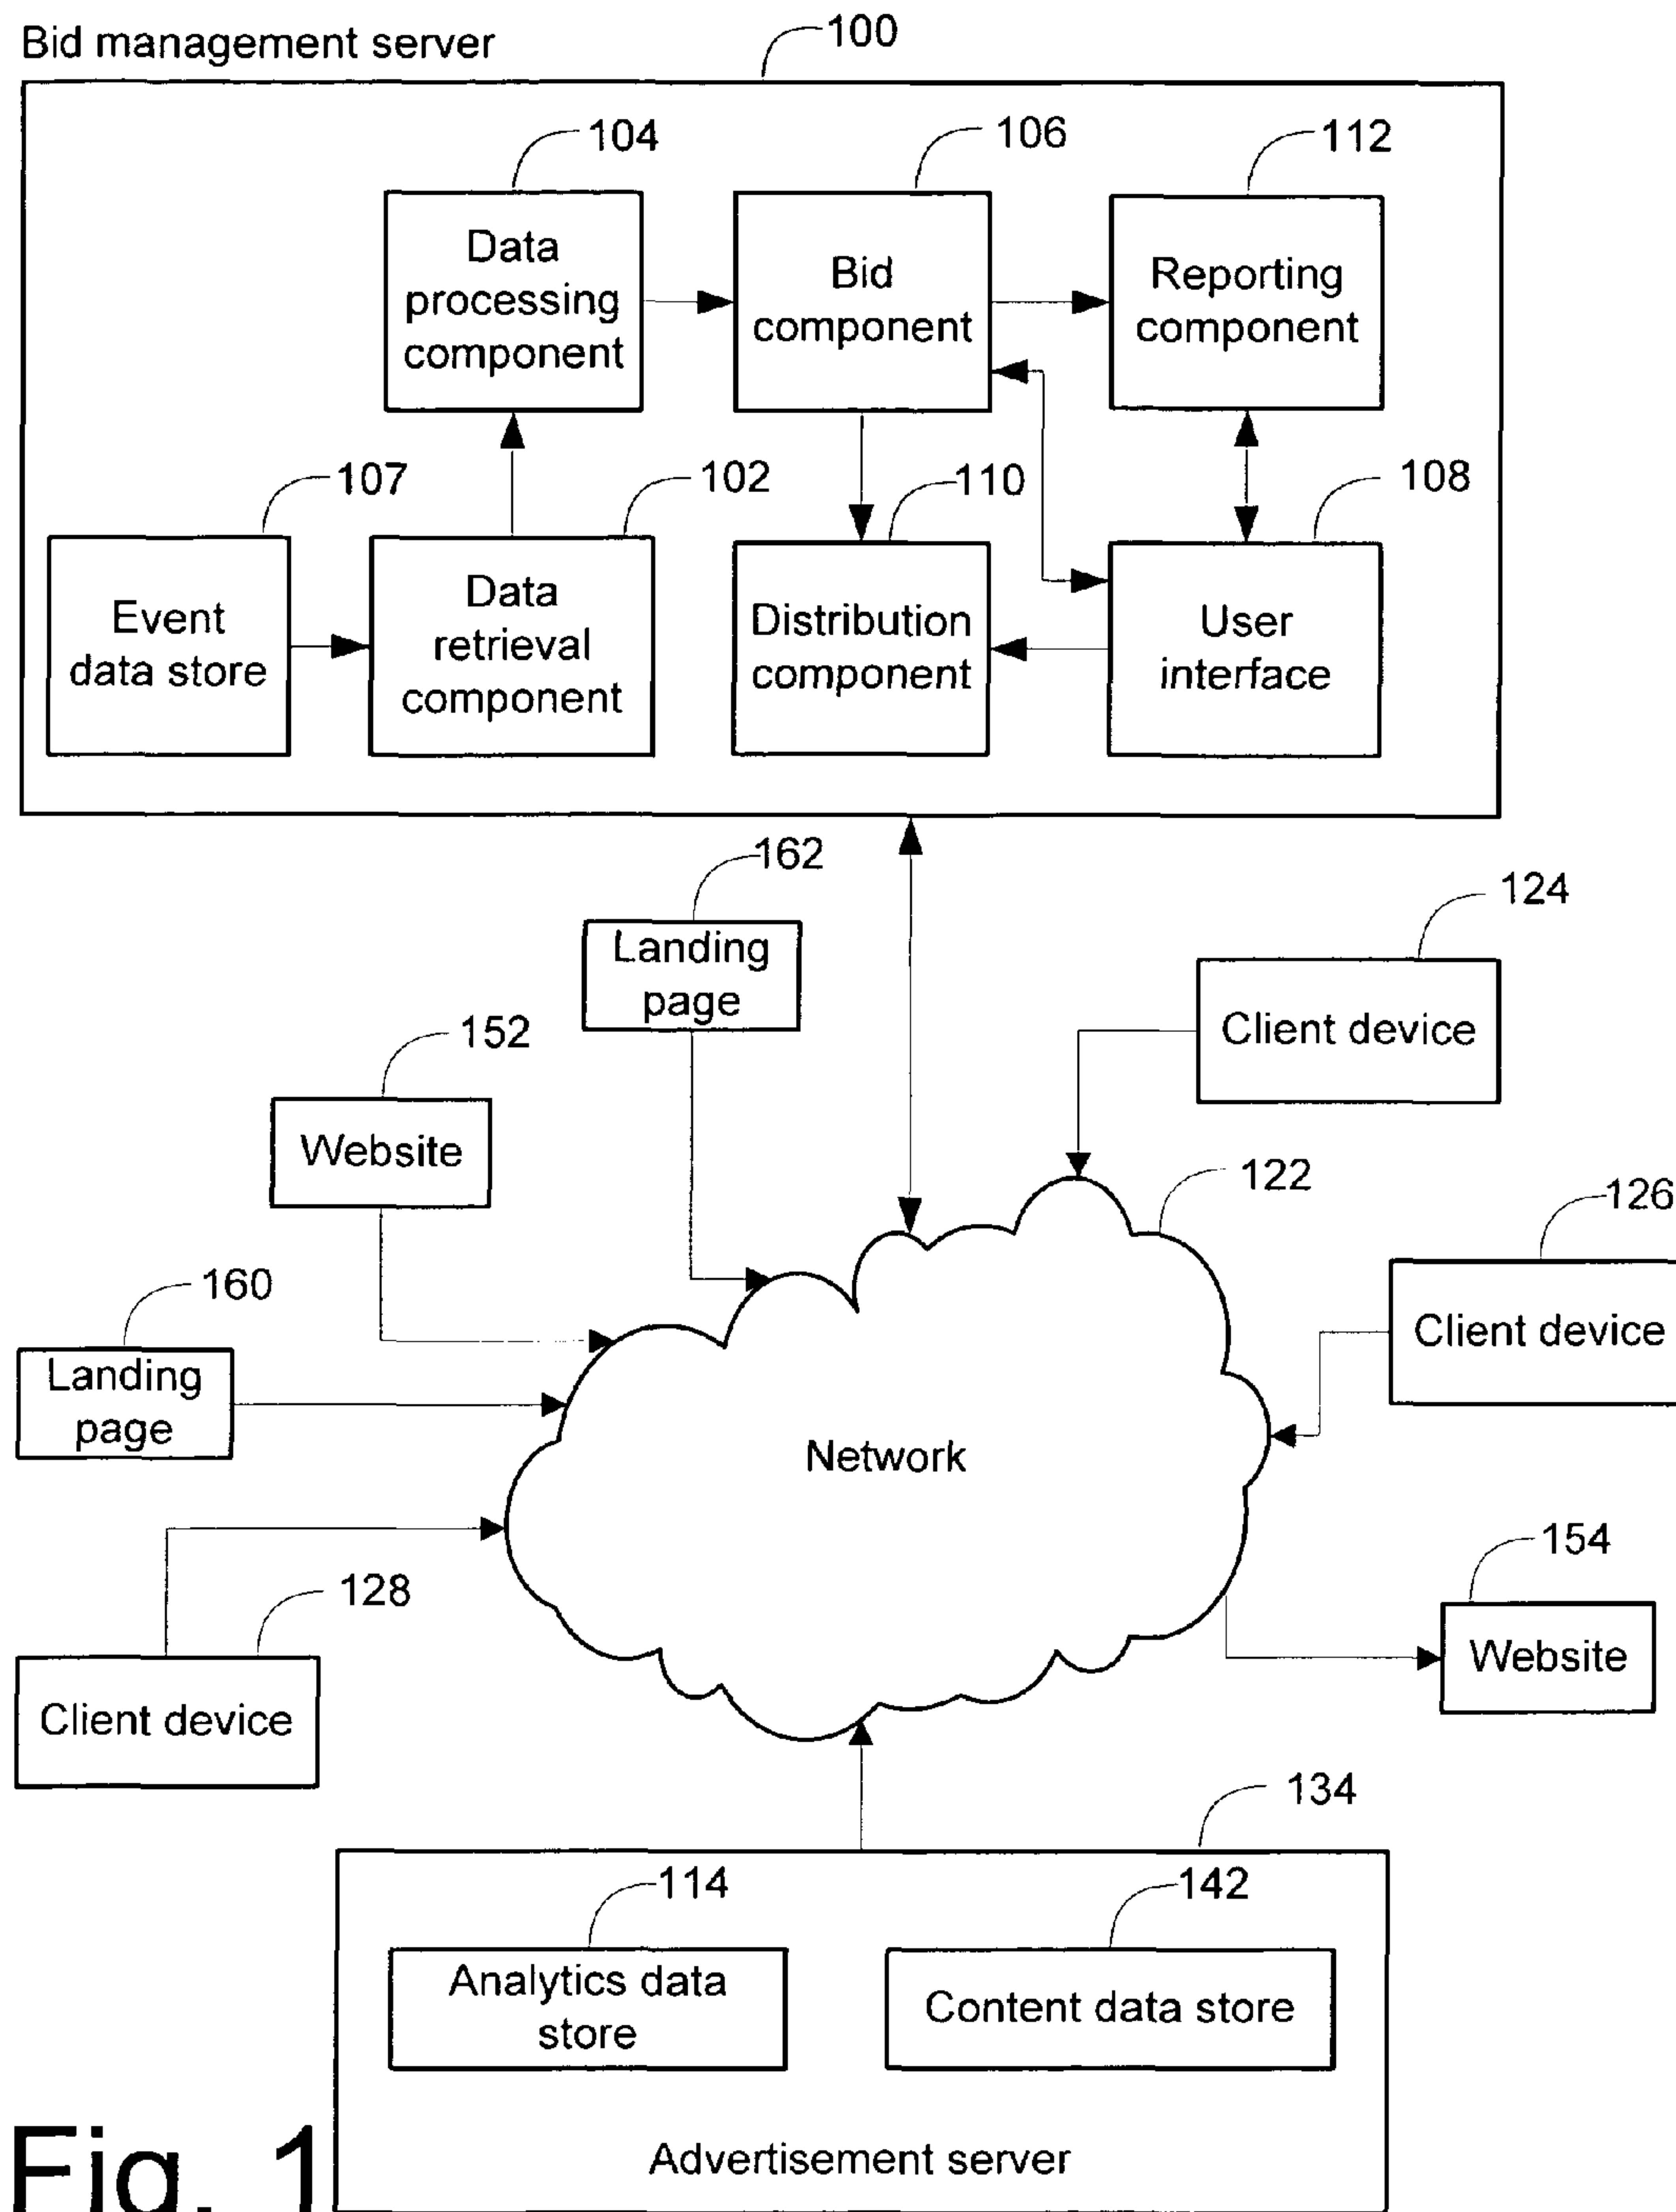 Bid management server
100
104
106
112
Data
processing
component
Bid
component
Reporting
component
107
102
110
108
Event
data store
Data
retrieval
component
Distribution
component
User
interface
162
Landing
page
124
Client device
152
Website
122
126
Client device
160
Landing
page
Network
128
Client device
154
Website
134
114
142
Analytics data
store
Content data store
Advertisement server
Fig. 1